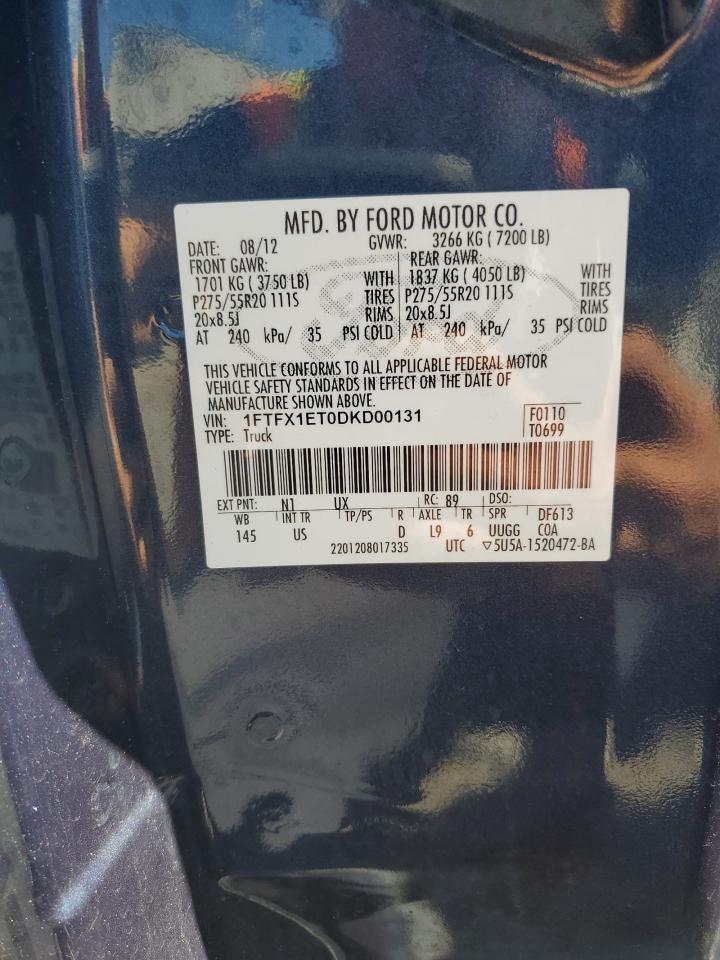 MFD. BY FORD MOTOR CO.
DATE: 08/12 GVWR: 3266 KG ( 7200 LB)
FRONT GAWR: REAR GAWR:
1701 KG ( 3750 LB) WITH 1837 KG ( 4050 LB) WITH
P275/55R20 111S TIRES P275/55R20 111S TIRES
20x8.5J RIMS 20x8.5J RIMS
AT 240 kPa/ 35 PSI COLD AT 240 kPa/ 35 PSI COLD
THIS VEHICLE CONFORMS TO ALL APPLICABLE FEDERAL MOTOR
VEHICLE SAFETY STANDARDS IN EFFECT ON THE DATE OF
MANUFACTURE SHOWN ABOVE.
VIN: 1FTFX1ET0DKD00131 F0110
TYPE: Truck T0699
EXT PNT: N1 UX RC: 89 DSO:
WB INT TR TP/PS R AXLE TR SPR DF613
145 US D L9 6 UUGG COA
2201208017335 UTC ▽5U5A-1520472-BA